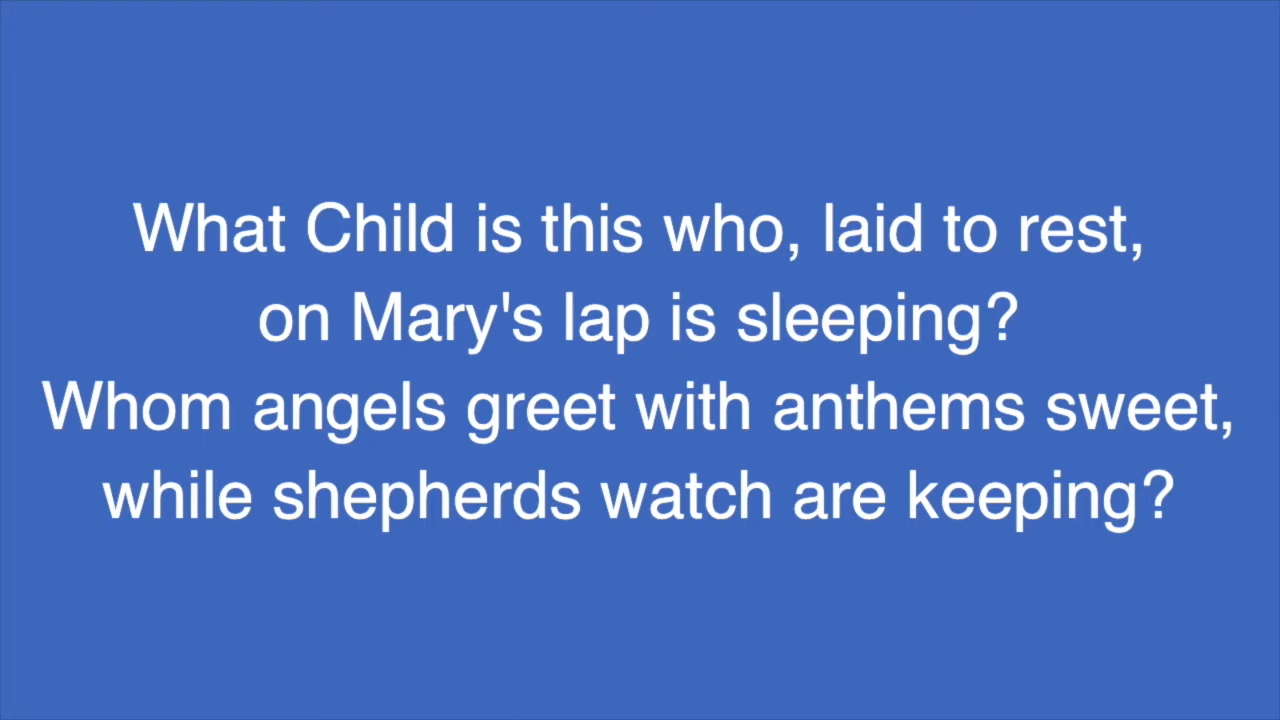 What Child is this who, laid to rest,
on Mary's lap is sleeping?
Whom angels greet with anthems sweet,
while shepherds watch are keeping?